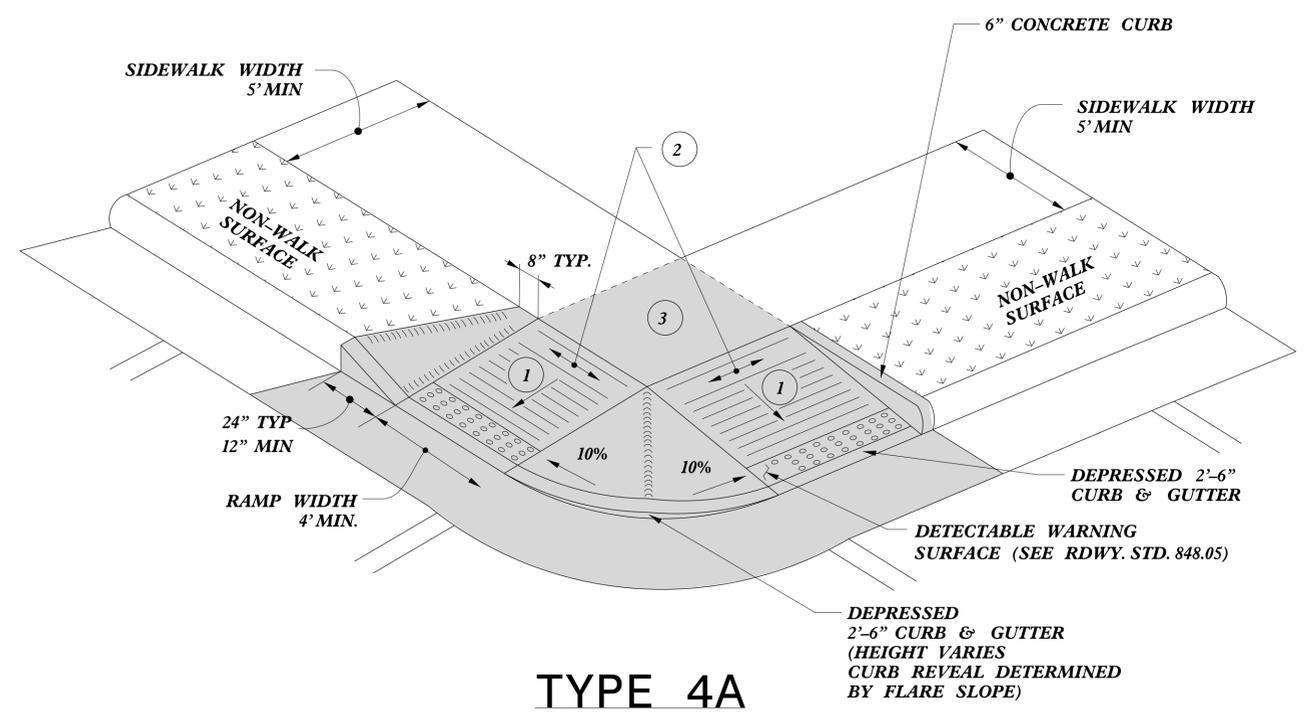 6” CONCRETE CURB
SIDEWALK WIDTH
5’ MIN
SIDEWALK WIDTH
5’ MIN
2
NON-WALK
SURFACE
8” TYP.
NON-WALK
SURFACE
3
1
1
24” TYP
12” MIN
10%
10%
RAMP WIDTH
4’ MIN.
DEPRESSED 2’-6”
CURB & GUTTER
DETECTABLE WARNING
SURFACE (SEE RDWY. STD. 848.05)
DEPRESSED
2’-6” CURB & GUTTER
(HEIGHT VARIES
CURB REVEAL DETERMINED
BY FLARE SLOPE)
TYPE 4A